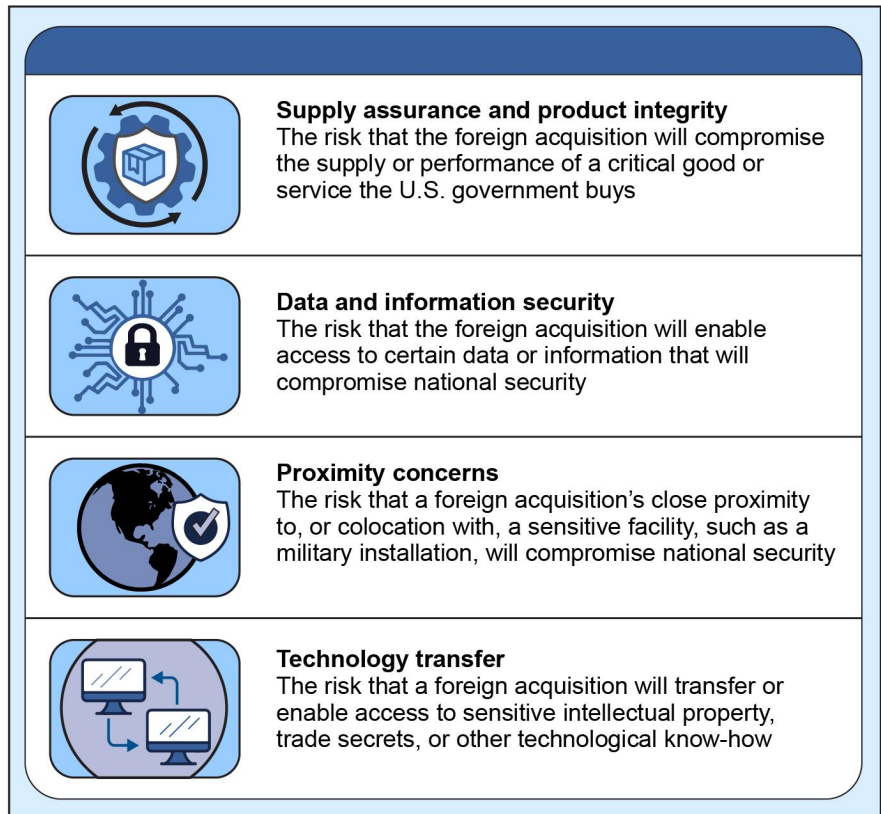 Supply assurance and product integrity
The risk that the foreign acquisition will compromise
the supply or performance of a critical good or
service the U.S. government buys
Data and information security
The risk that the foreign acquisition will enable
access to certain data or information that will
compromise national security
Proximity concerns
The risk that a foreign acquisition’s close proximity
to, or colocation with, a sensitive facility, such as a
military installation, will compromise national security
Technology transfer
The risk that a foreign acquisition will transfer or
enable access to sensitive intellectual property,
trade secrets, or other technological know-how